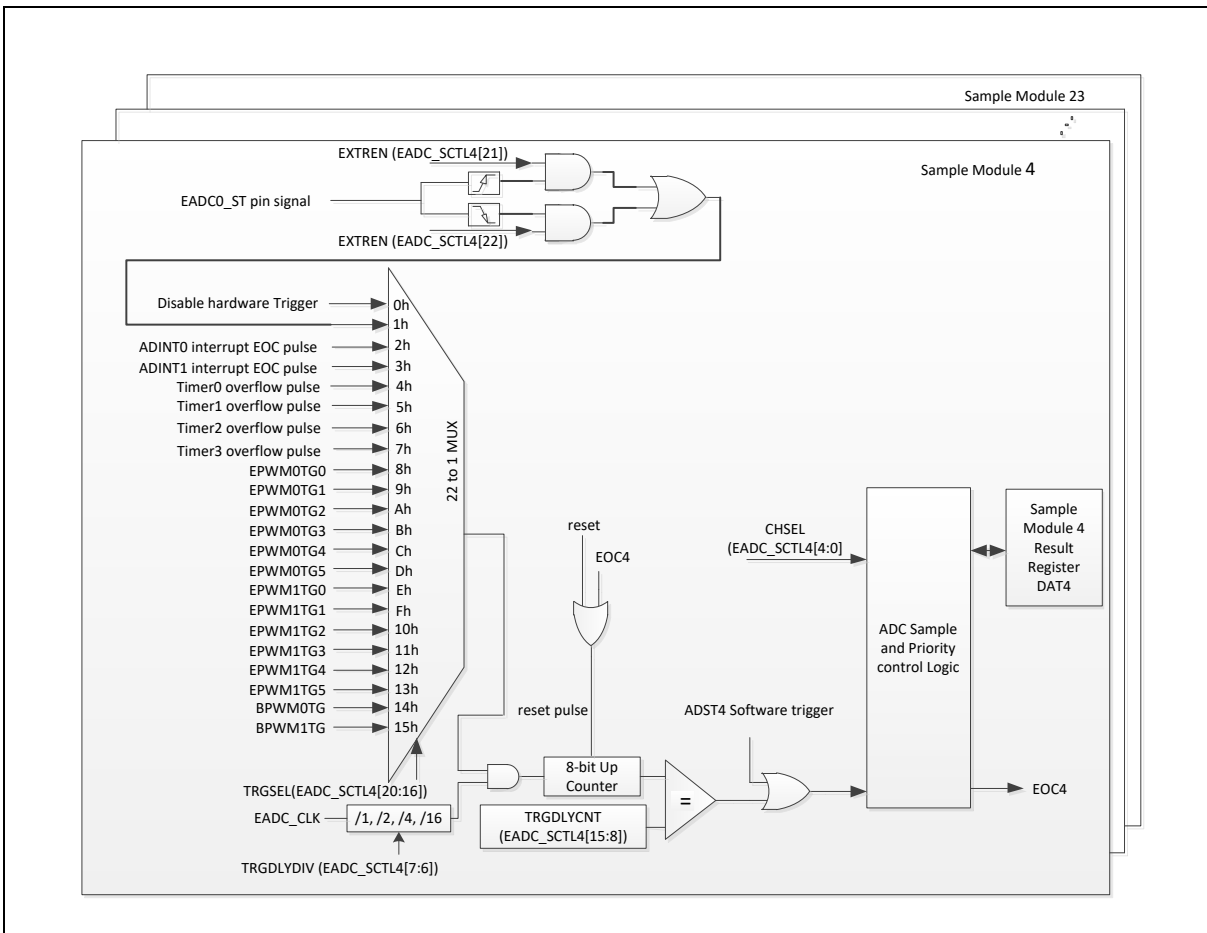 Sample Module 23
Sample Module 4
EXTREN (EADC_SCTL4[21])
EADC0_ST pin signal
EXTREN (EADC_SCTL4[22])
Disable hardware Trigger
0h
1h
ADINT0 interrupt EOC pulse
2h
ADINT1 interrupt EOC pulse
3h
Timer0 overflow pulse
4h
Timer1 overflow pulse
5h
Timer2 overflow pulse
6h
Timer3 overflow pulse
7h
EPWM0TG0
8h
EPWM0TG1
9h
EPWM0TG2
Ah
EPWM0TG3
Bh
EPWM0TG4
Ch
EPWM0TG5
Dh
EPWM1TG0
Eh
EPWM1TG1
Fh
EPWM1TG2
10h
EPWM1TG3
11h
EPWM1TG4
12h
EPWM1TG5
13h
BPWM0TG
14h
BPWM1TG
15h
22 to 1 MUX
TRGSEL(EADC_SCTL4[20:16])
EADC_CLK
/1, /2, /4, /16
TRGDLYDIV (EADC_SCTL4[7:6])
reset
EOC4
reset pulse
8-bit Up
Counter
TRGDLYCNT
(EADC_SCTL4[15:8])
=
ADST4 Software trigger
CHSEL
(EADC_SCTL4[4:0]
ADC Sample
and Priority
control Logic
Sample
Module 4
Result
Register
DAT4
EOC4